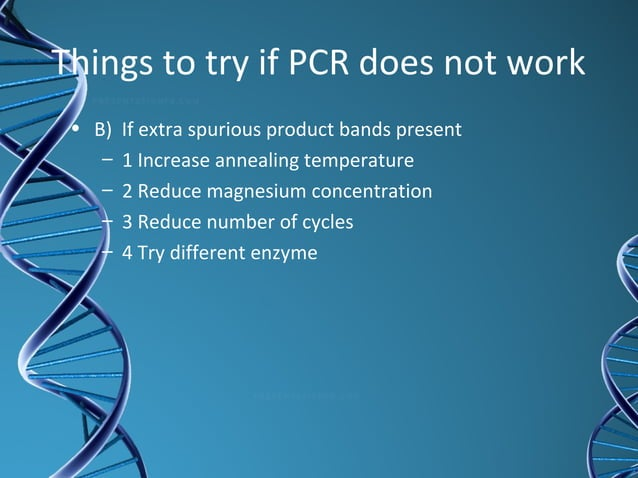 Things to try if PCR does not work
• B) If extra spurious product bands present
– 1 Increase annealing temperature
– 2 Reduce magnesium concentration
– 3 Reduce number of cycles
– 4 Try different enzyme